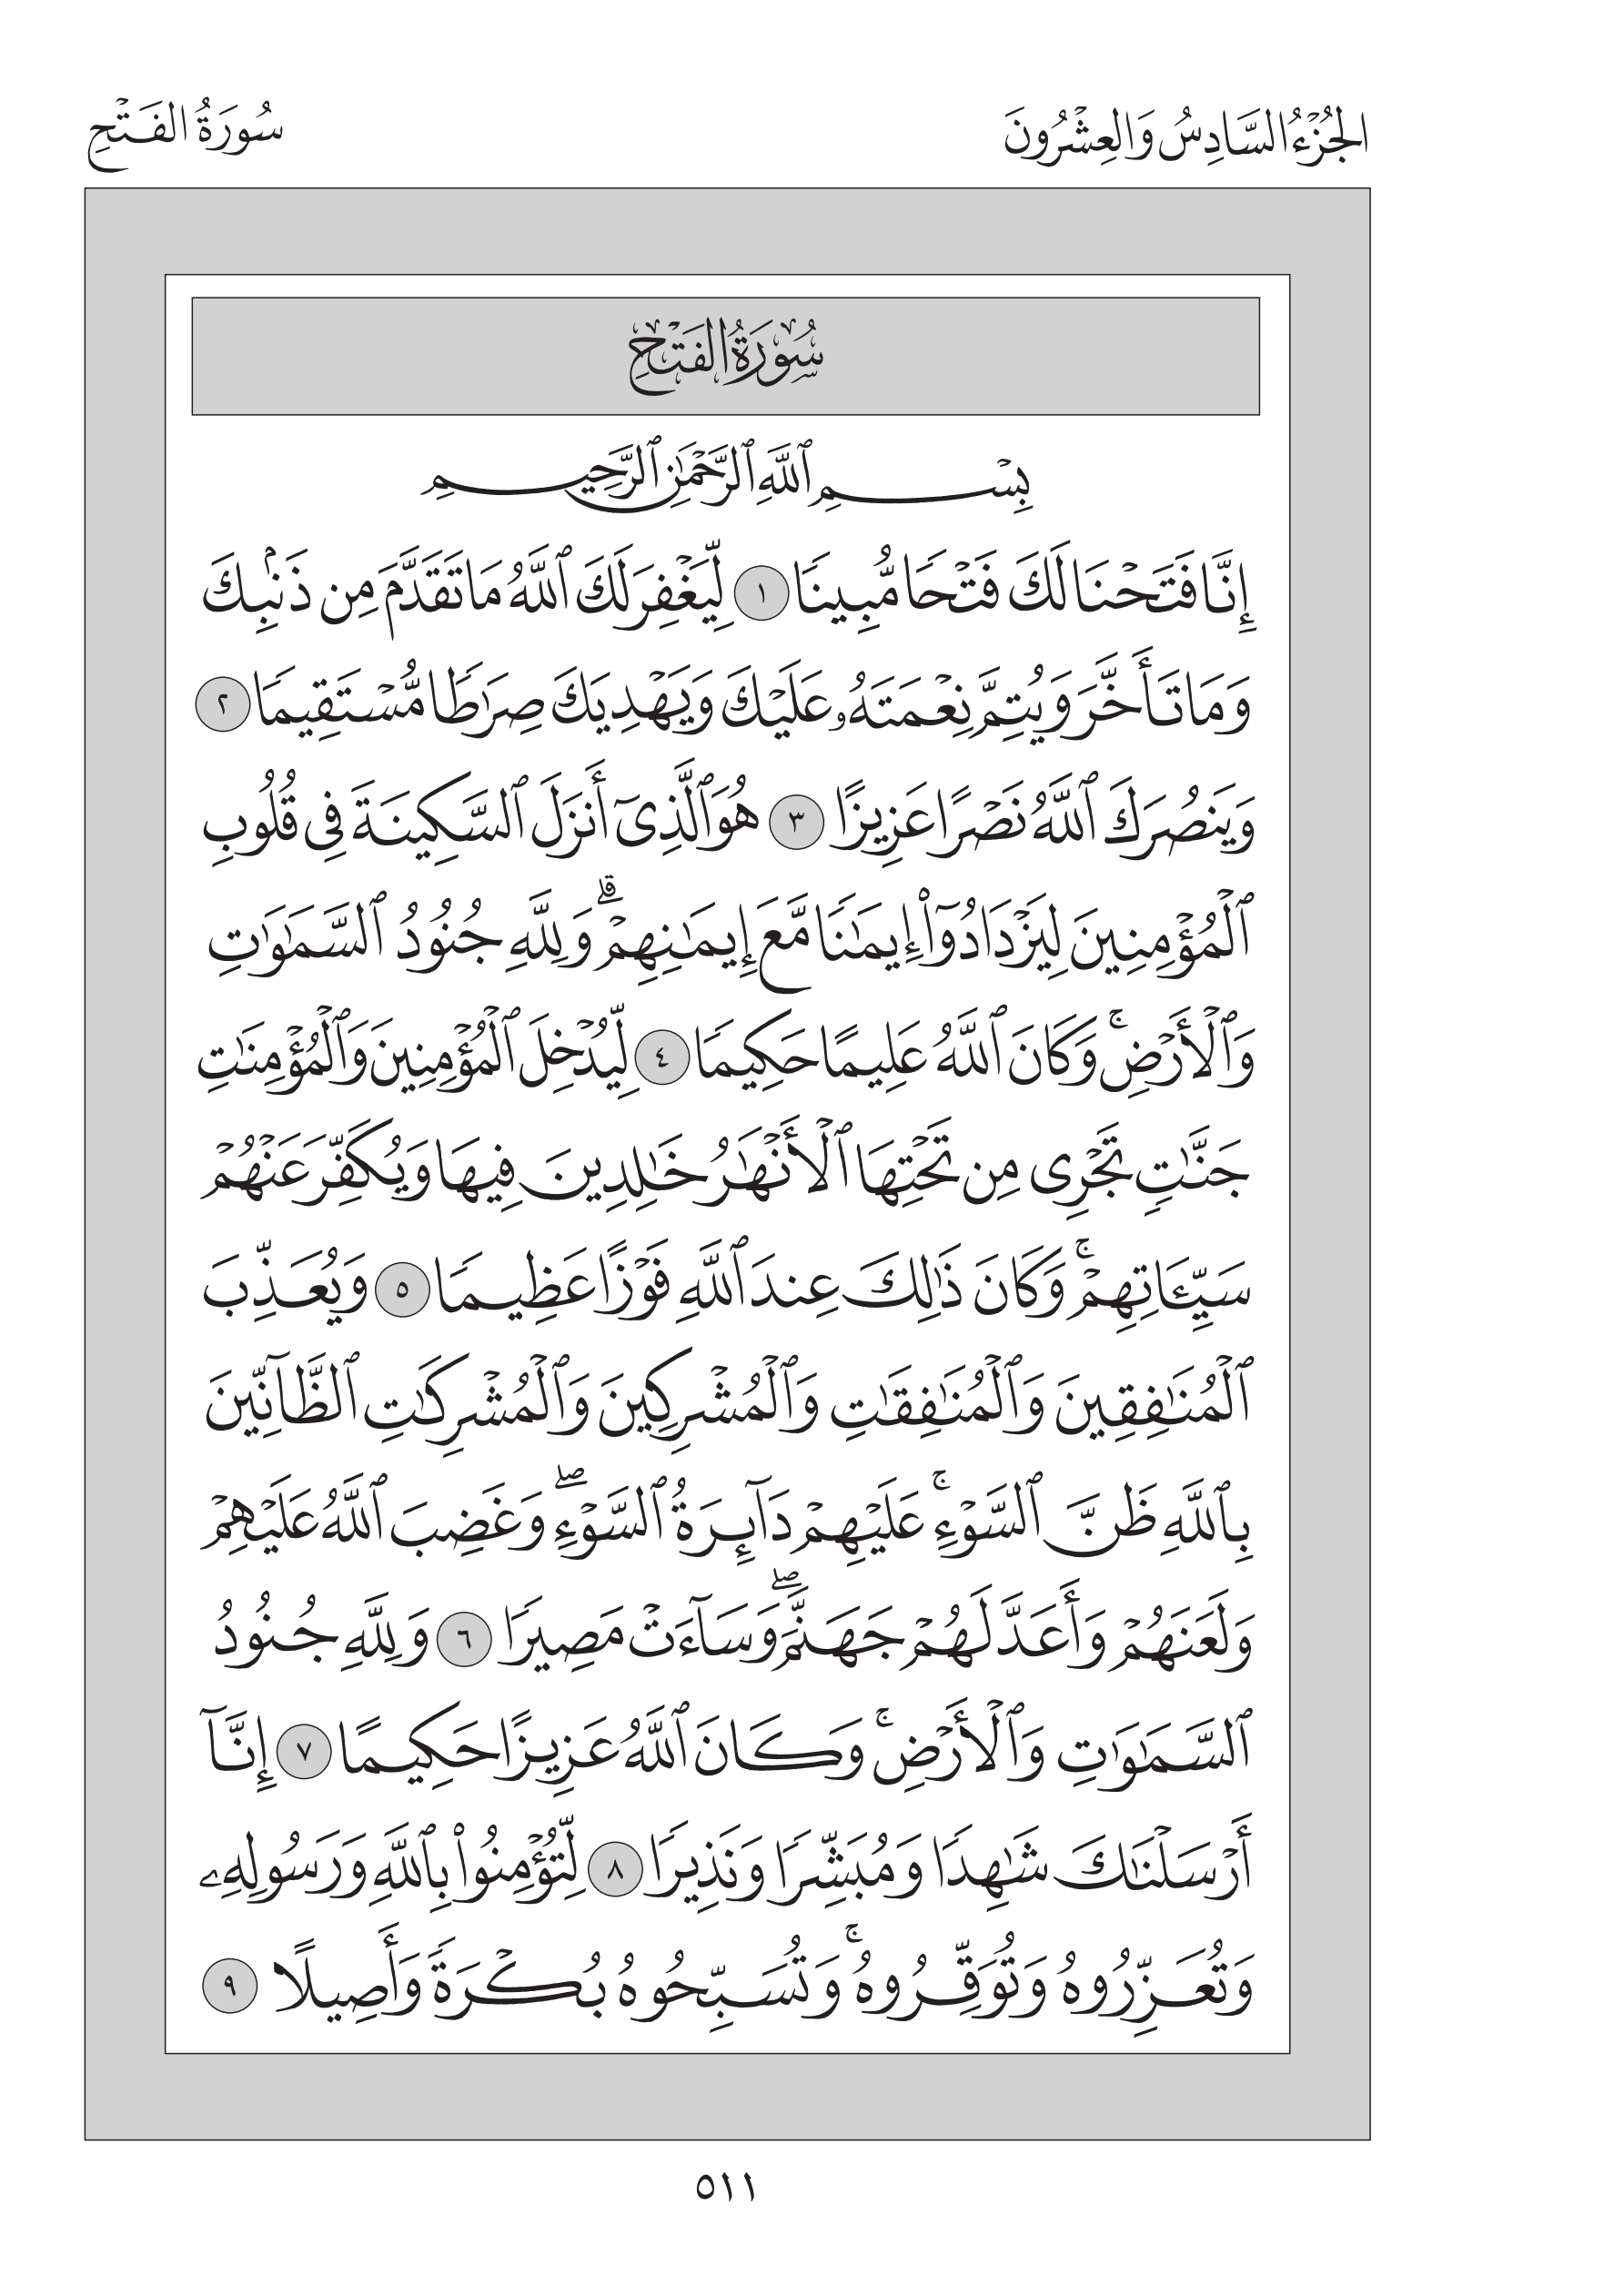 الجُزْءُ السَّادِسُ وَالعِشْرُونَ
سُورَةُ الفَتْحِ
سُورَةُ الفَتْحِ
بِسْمِ ٱللَّهِ ٱلرَّحْمَٰنِ ٱلرَّحِيمِ
إِنَّا فَتَحْنَا لَكَ فَتْحًا مُّبِينًا ١ لِّيَغْفِرَ لَكَ ٱللَّهُ مَا تَقَدَّمَ مِن ذَنۢبِكَ
وَمَا تَأَخَّرَ وَيُتِمَّ نِعْمَتَهُۥ عَلَيْكَ وَيَهْدِيَكَ صِرَٰطًا مُّسْتَقِيمًا ٢
وَيَنصُرَكَ ٱللَّهُ نَصْرًا عَزِيزًا ٣ هُوَ ٱلَّذِىٓ أَنزَلَ ٱلسَّكِينَةَ فِى قُلُوبِ
ٱلْمُؤْمِنِينَ لِيَزْدَادُوٓا۟ إِيمَٰنًا مَّعَ إِيمَٰنِهِمْ ۗ وَلِلَّهِ جُنُودُ ٱلسَّمَٰوَٰتِ
وَٱلْأَرْضِ ۚ وَكَانَ ٱللَّهُ عَلِيمًا حَكِيمًا ٤ لِّيُدْخِلَ ٱلْمُؤْمِنِينَ وَٱلْمُؤْمِنَٰتِ
جَنَّٰتٍ تَجْرِى مِن تَحْتِهَا ٱلْأَنْهَٰرُ خَٰلِدِينَ فِيهَا وَيُكَفِّرَ عَنْهُمْ
سَيِّـَٔاتِهِمْ ۚ وَكَانَ ذَٰلِكَ عِندَ ٱللَّهِ فَوْزًا عَظِيمًا ٥ وَيُعَذِّبَ
ٱلْمُنَٰفِقِينَ وَٱلْمُنَٰفِقَٰتِ وَٱلْمُشْرِكِينَ وَٱلْمُشْرِكَٰتِ ٱلظَّآنِّينَ
بِٱللَّهِ ظَنَّ ٱلسَّوْءِ ۚ عَلَيْهِمْ دَآئِرَةُ ٱلسَّوْءِ ۖ وَغَضِبَ ٱللَّهُ عَلَيْهِمْ
وَلَعَنَهُمْ وَأَعَدَّ لَهُمْ جَهَنَّمَ ۖ وَسَآءَتْ مَصِيرًا ٦ وَلِلَّهِ جُنُودُ
ٱلسَّمَٰوَٰتِ وَٱلْأَرْضِ ۚ وَكَانَ ٱللَّهُ عَزِيزًا حَكِيمًا ٧ إِنَّآ
أَرْسَلْنَٰكَ شَٰهِدًا وَمُبَشِّرًا وَنَذِيرًا ٨ لِّتُؤْمِنُوا۟ بِٱللَّهِ وَرَسُولِهِۦ
وَتُعَزِّرُوهُ وَتُوَقِّرُوهُ ۚ وَتُسَبِّحُوهُ بُكْرَةً وَأَصِيلًا ٩
٥١١